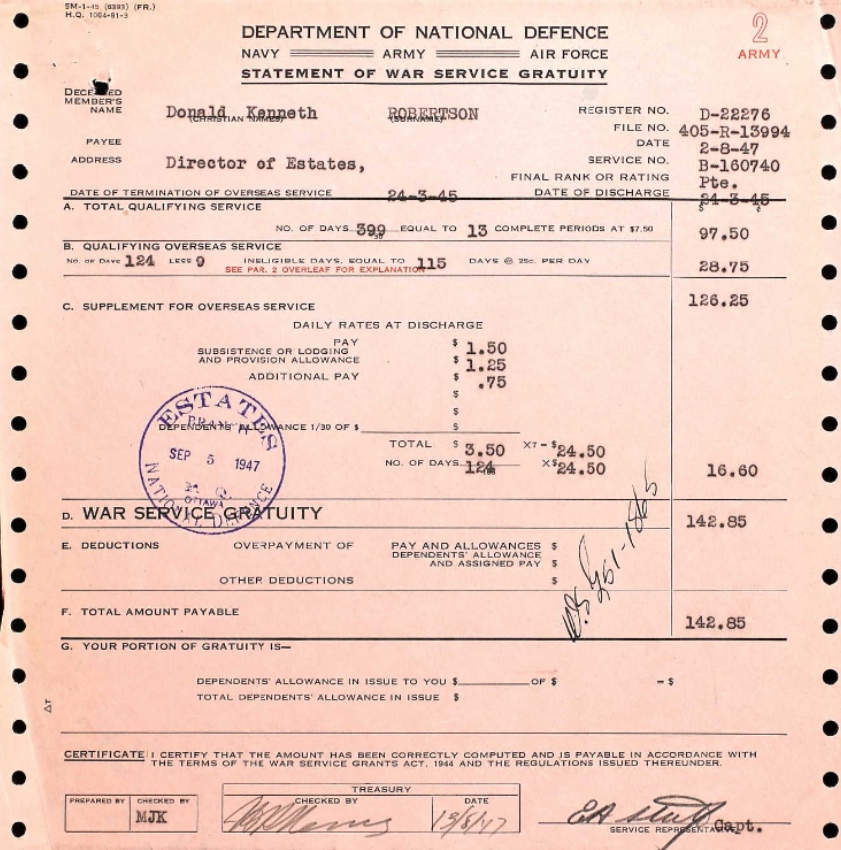 5M-1-45 (6393) (FR.)
H.Q. 1064-81-3
2
ARMY
DEPARTMENT OF NATIONAL DEFENCE
NAVY ARMY AIR FORCE
STATEMENT OF WAR SERVICE GRATUITY
DECEASED MEMBER'S NAME Donald Kenneth ROBERTSON REGISTER NO. D-22276
(CHRISTIAN NAMES) (SURNAME)
FILE NO. 405-R-13994
PAYEE DATE 2-8-47
ADDRESS Director of Estates, SERVICE NO. B-160740
FINAL RANK OR RATING Pte.
DATE OF TERMINATION OF OVERSEAS SERVICE 24-3-45 DATE OF DISCHARGE 24-3-45
A. TOTAL QUALIFYING SERVICE $ ¢
NO. OF DAYS 399 EQUAL TO 13 COMPLETE PERIODS AT $7.50 97.50
30
B. QUALIFYING OVERSEAS SERVICE
NO. OF DAYS 124 LESS 9 INELIGIBLE DAYS, EQUAL TO 115 DAYS @ 25c. PER DAY 28.75
SEE PAR. 2 OVERLEAF FOR EXPLANATION
126.25
C. SUPPLEMENT FOR OVERSEAS SERVICE
DAILY RATES AT DISCHARGE
PAY $ 1.50
SUBSISTENCE OR LODGING AND PROVISION ALLOWANCE $ 1.25
ADDITIONAL PAY $ .75
$
$
DEPENDENTS' ALLOWANCE 1/30 OF $ $
TOTAL $ 3.50 X7 - $ 24.50
NO. OF DAYS 124 X $ 24.50 16.60
183
ESTATES
BRANCH
SEP 5 1947
OTTAWA
NATIONAL DEFENCE
D. WAR SERVICE GRATUITY 142.85
E. DEDUCTIONS OVERPAYMENT OF PAY AND ALLOWANCES $
DEPENDENTS' ALLOWANCE AND ASSIGNED PAY $
OTHER DEDUCTIONS $
F. TOTAL AMOUNT PAYABLE 142.85
G. YOUR PORTION OF GRATUITY IS—
DEPENDENTS' ALLOWANCE IN ISSUE TO YOU $ OF $ - $
TOTAL DEPENDENTS' ALLOWANCE IN ISSUE $
CERTIFICATE I CERTIFY THAT THE AMOUNT HAS BEEN CORRECTLY COMPUTED AND IS PAYABLE IN ACCORDANCE WITH
THE TERMS OF THE WAR SERVICE GRANTS ACT, 1944 AND THE REGULATIONS ISSUED THEREUNDER.
TREASURY
PREPARED BY CHECKED BY CHECKED BY DATE
MJK 13/8/47
SERVICE REPRESENTATIVE Capt.